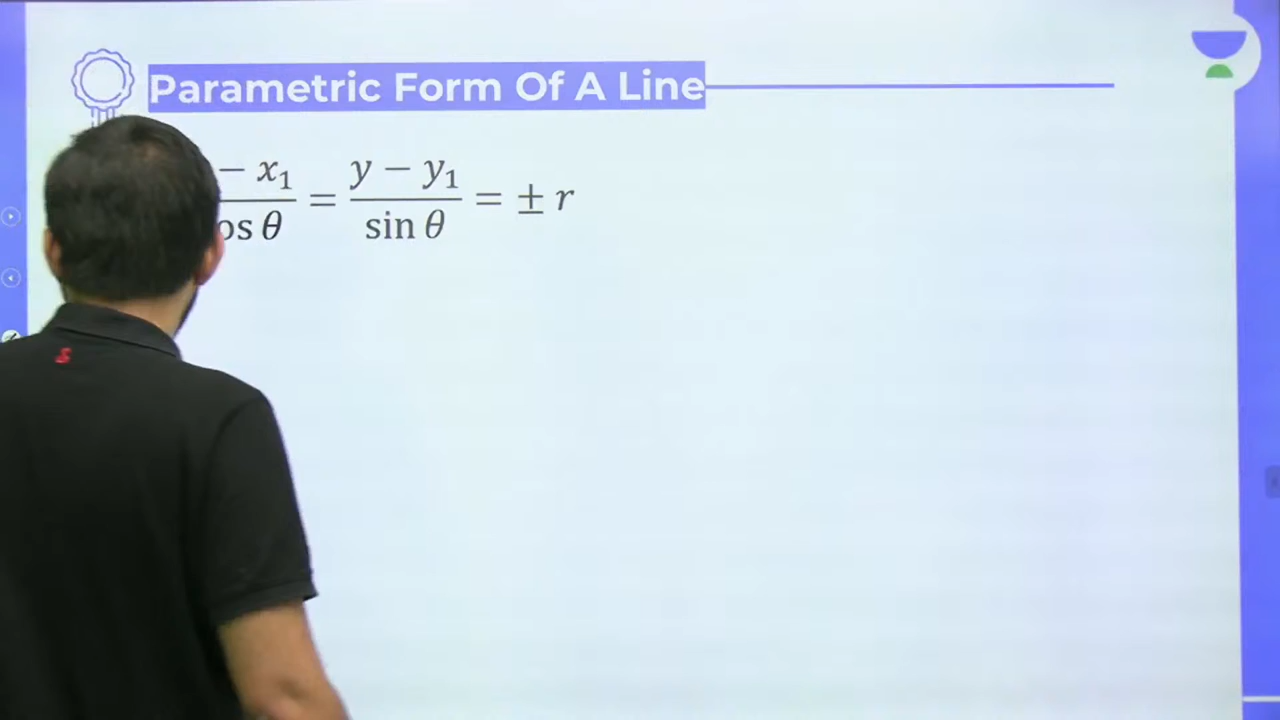 Parametric Form Of A Line
− x₁ / os θ = y − y₁ / sin θ = ± r